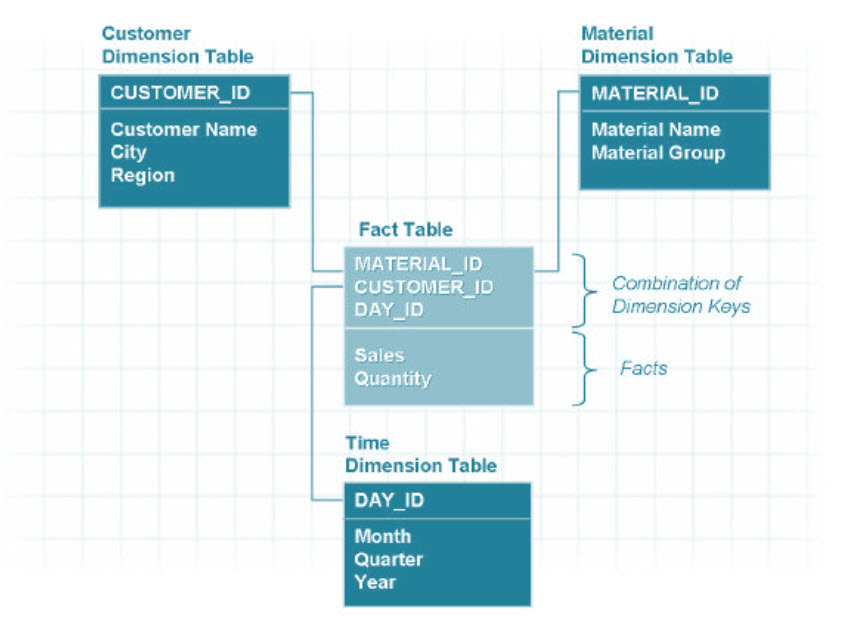 Customer
Dimension Table
CUSTOMER_ID
Customer Name
City
Region
Material
Dimension Table
MATERIAL_ID
Material Name
Material Group
Fact Table
MATERIAL_ID
CUSTOMER_ID
DAY_ID
Sales
Quantity
Combination of
Dimension Keys
Facts
Time
Dimension Table
DAY_ID
Month
Quarter
Year